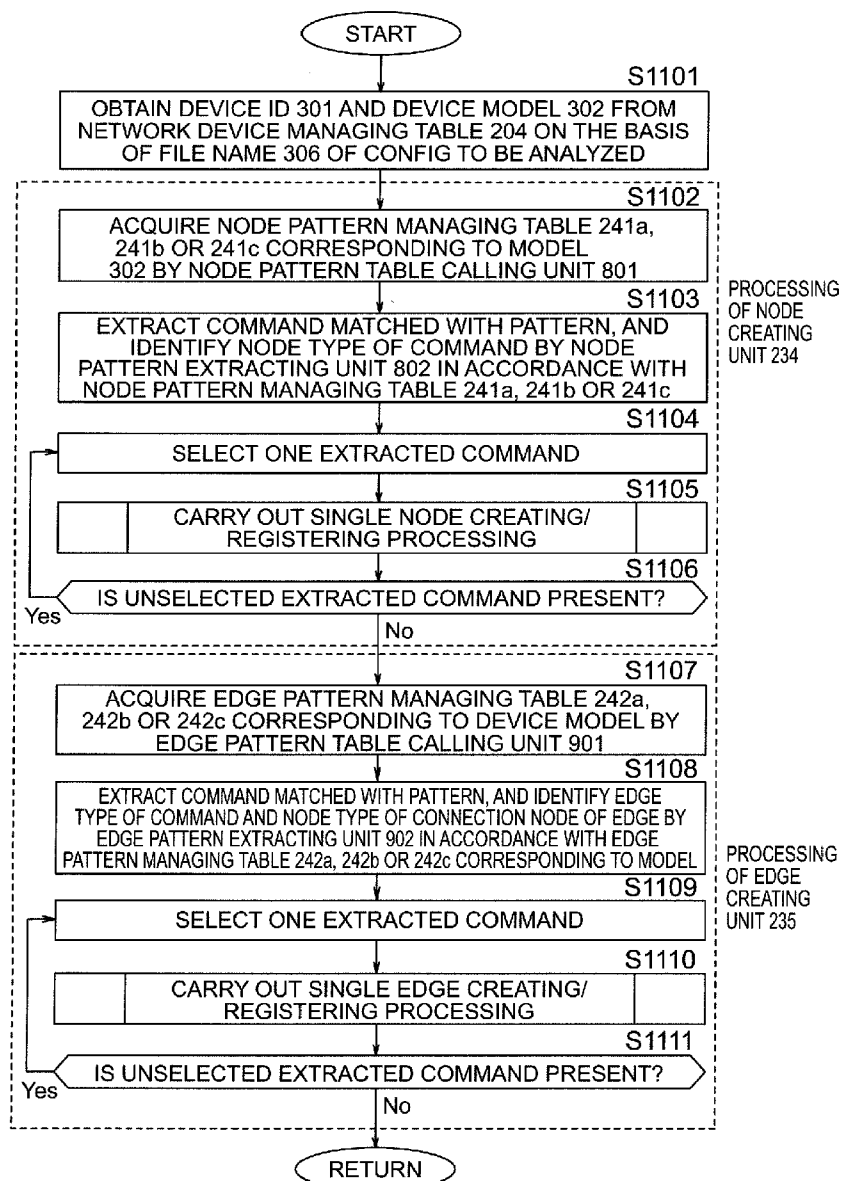 START
S1101
OBTAIN DEVICE ID 301 AND DEVICE MODEL 302 FROM
NETWORK DEVICE MANAGING TABLE 204 ON THE BASIS
OF FILE NAME 306 OF CONFIG TO BE ANALYZED
S1102
ACQUIRE NODE PATTERN MANAGING TABLE 241a,
241b OR 241c CORRESPONDING TO MODEL
302 BY NODE PATTERN TABLE CALLING UNIT 801
S1103
EXTRACT COMMAND MATCHED WITH PATTERN, AND
IDENTIFY NODE TYPE OF COMMAND BY NODE
PATTERN EXTRACTING UNIT 802 IN ACCORDANCE WITH
NODE PATTERN MANAGING TABLE 241a, 241b OR 241c
PROCESSING
OF NODE
CREATING
UNIT 234
S1104
SELECT ONE EXTRACTED COMMAND
S1105
CARRY OUT SINGLE NODE CREATING/
REGISTERING PROCESSING
S1106
IS UNSELECTED EXTRACTED COMMAND PRESENT?
Yes
No
S1107
ACQUIRE EDGE PATTERN MANAGING TABLE 242a,
242b OR 242c CORRESPONDING TO DEVICE MODEL BY
EDGE PATTERN TABLE CALLING UNIT 901
S1108
EXTRACT COMMAND MATCHED WITH PATTERN, AND IDENTIFY EDGE
TYPE OF COMMAND AND NODE TYPE OF CONNECTION NODE OF EDGE BY
EDGE PATTERN EXTRACTING UNIT 902 IN ACCORDANCE WITH EDGE
PATTERN MANAGING TABLE 242a, 242b OR 242c CORRESPONDING TO MODEL
PROCESSING
OF EDGE
CREATING
UNIT 235
S1109
SELECT ONE EXTRACTED COMMAND
S1110
CARRY OUT SINGLE EDGE CREATING/
REGISTERING PROCESSING
S1111
IS UNSELECTED EXTRACTED COMMAND PRESENT?
Yes
No
RETURN